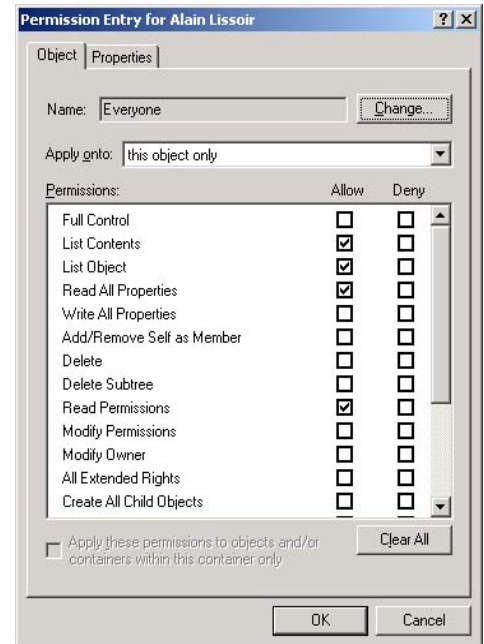 Permission Entry for Alain Lissoir
Object Properties
Name: Everyone Change...
Apply onto: this object only
Permissions: Allow Deny
Full Control
List Contents
List Object
Read All Properties
Write All Properties
Add/Remove Self as Member
Delete
Delete Subtree
Read Permissions
Modify Permissions
Modify Owner
All Extended Rights
Create All Child Objects
Apply these permissions to objects and/or
containers within this container only
Clear All
OK Cancel